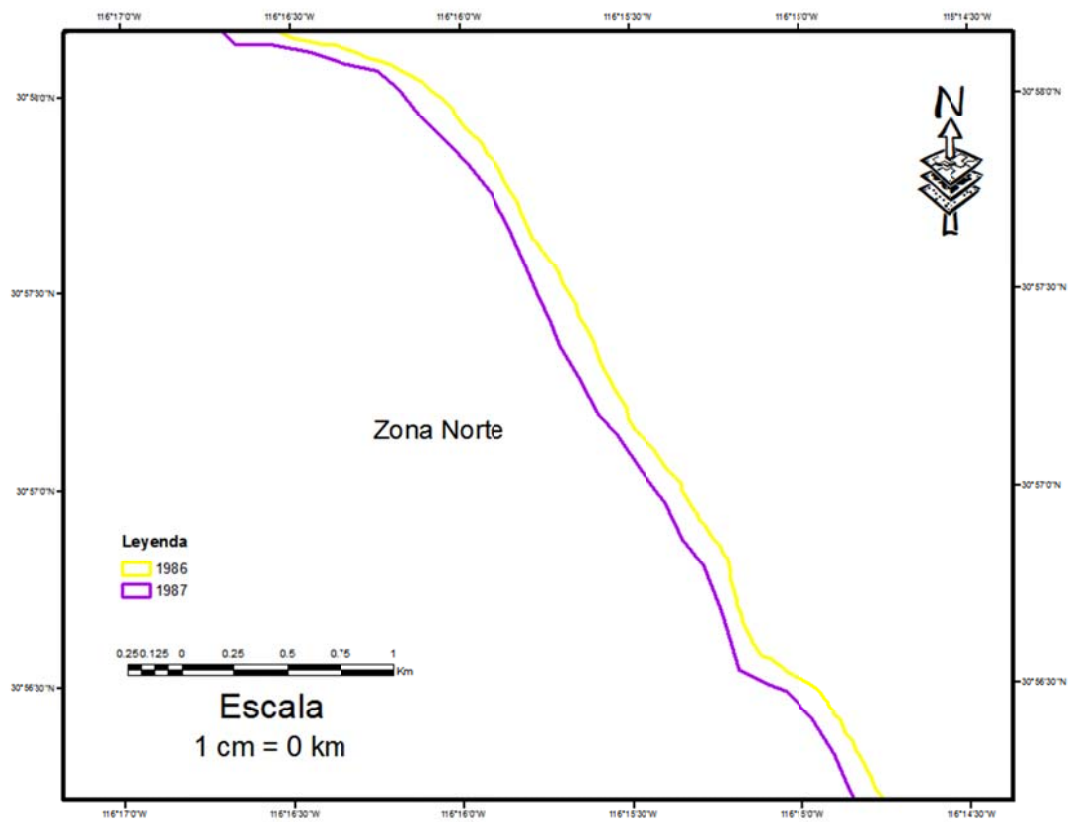 116°17'0"W 116°16'30"W 116°16'0"W 116°15'30"W 116°1'0"W 115°14'30"W
N
30°58'0"N 30°58'0"N
30°57'30"N 30°57'30"N
Zona Norte
30°57'0"N 30°57'0"N
Leyenda
1986
1987
0.25 0.125 0 0.25 0.5 0.75 1
Km
30°56'30"N 30°56'30"N
Escala
1 cm = 0 km
116°17'0"W 116°16'30"W 116°16'0"W 116°15'30"W 116°15'0"W 116°14'30"W